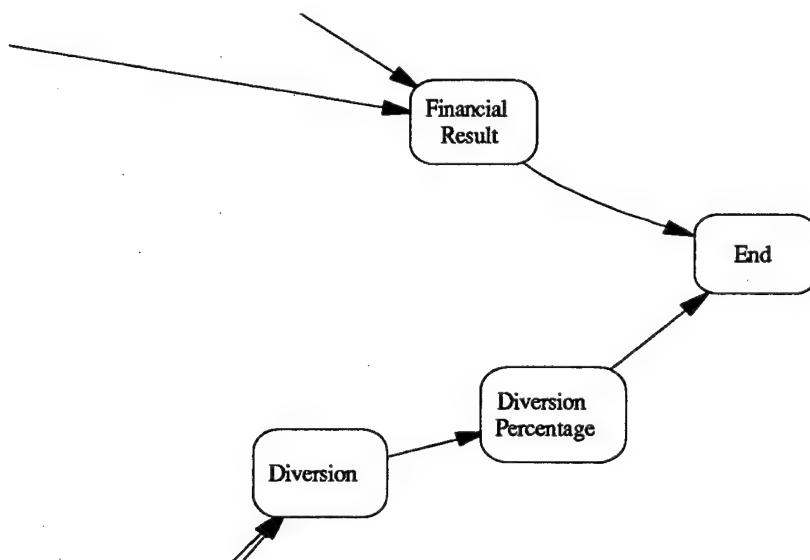 Financial
Result
End
Diversion
Percentage
Diversion